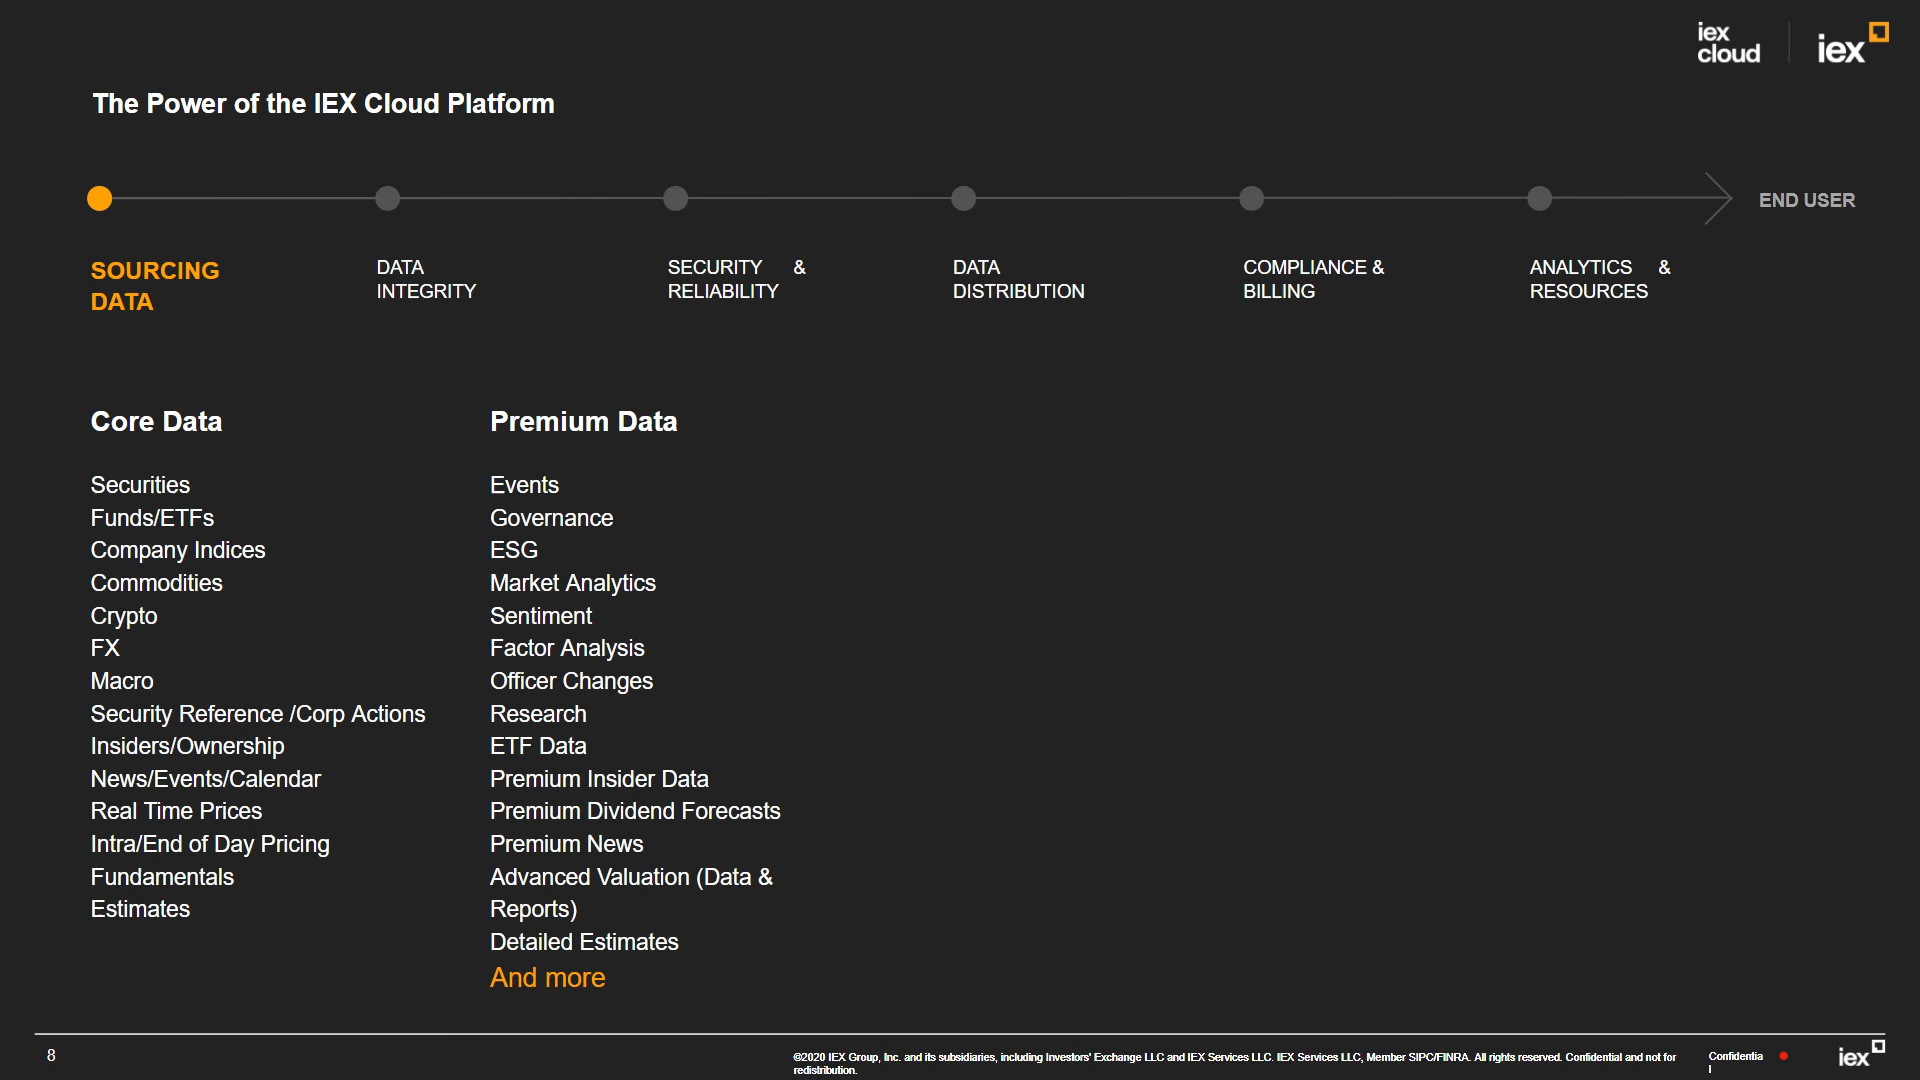 iex
cloud
iex
The Power of the IEX Cloud Platform
END USER
SOURCING
DATA
DATA
INTEGRITY
SECURITY &
RELIABILITY
DATA
DISTRIBUTION
COMPLIANCE &
BILLING
ANALYTICS &
RESOURCES
Core Data
Securities
Funds/ETFs
Company Indices
Commodities
Crypto
FX
Macro
Security Reference /Corp Actions
Insiders/Ownership
News/Events/Calendar
Real Time Prices
Intra/End of Day Pricing
Fundamentals
Estimates
Premium Data
Events
Governance
ESG
Market Analytics
Sentiment
Factor Analysis
Officer Changes
Research
ETF Data
Premium Insider Data
Premium Dividend Forecasts
Premium News
Advanced Valuation (Data &
Reports)
Detailed Estimates
And more
8
©2020 IEX Group, Inc. and its subsidiaries, including Investors' Exchange LLC and IEX Services LLC. IEX Services LLC, Member SIPC/FINRA. All rights reserved. Confidential and not for
redistribution.
Confidentia
l
iex